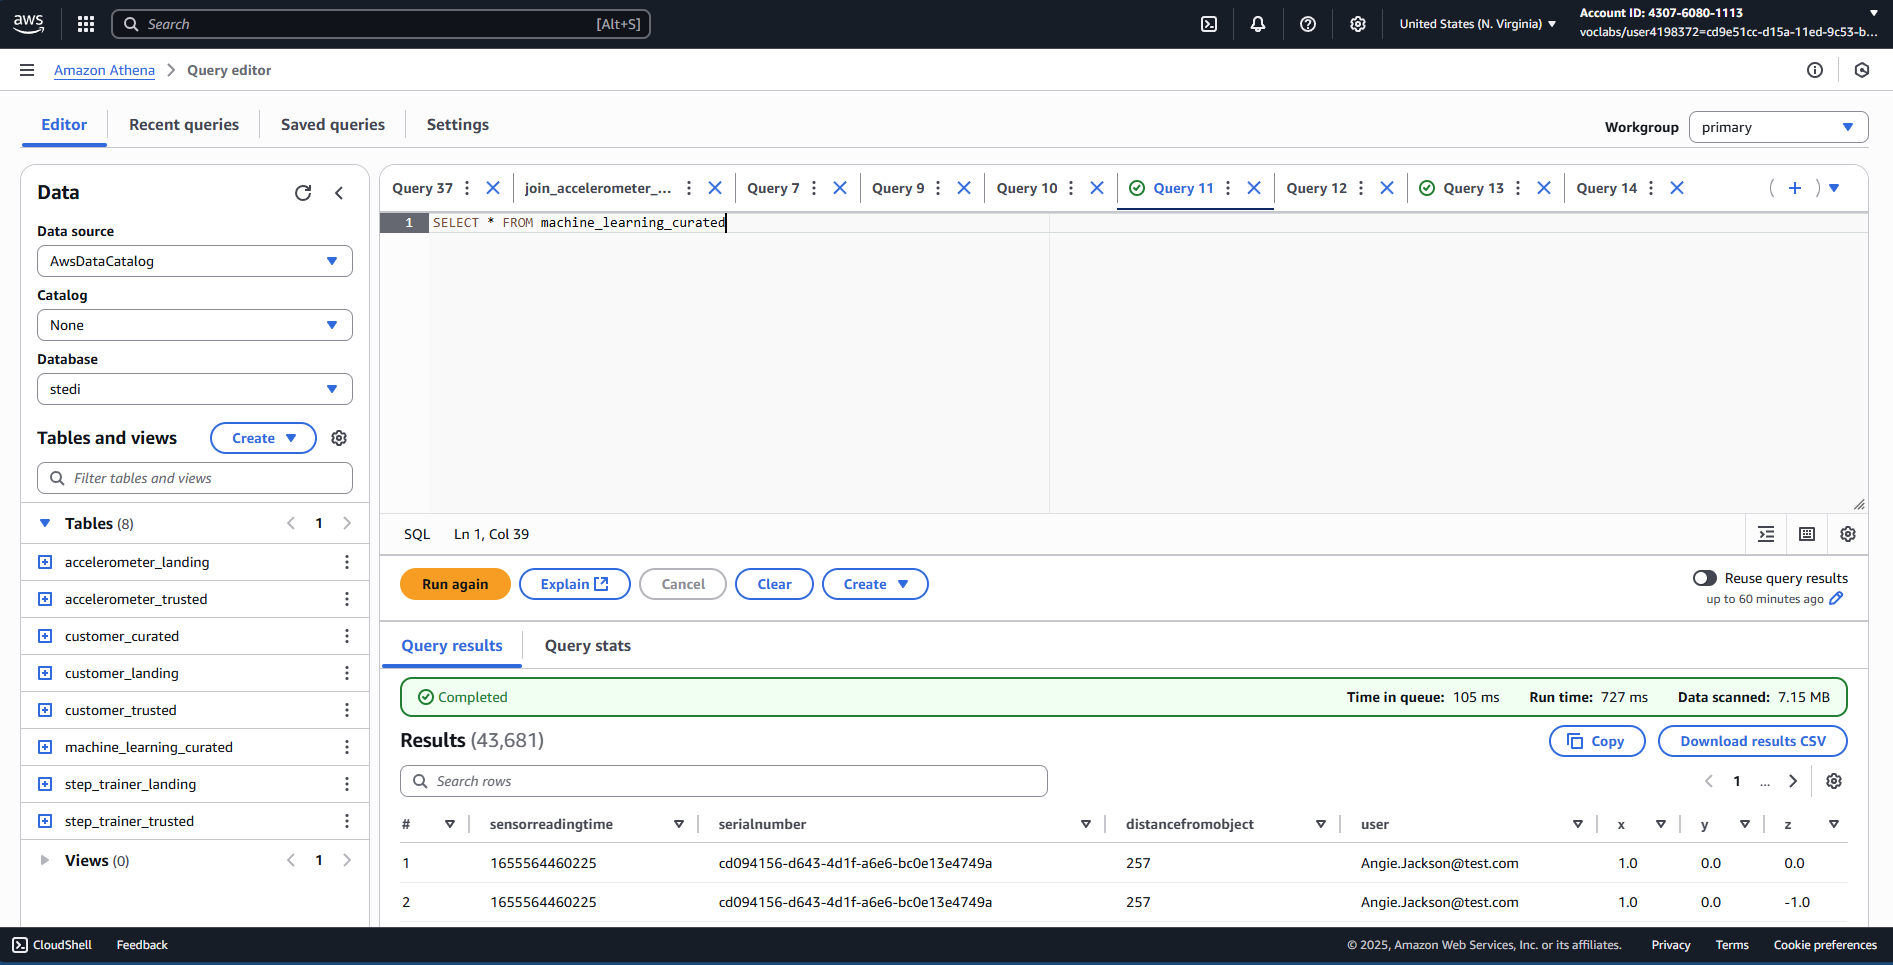 aws Search [Alt+S] United States (N. Virginia) Account ID: 4307-6080-1113
voclabs/user4198372=cd9e51cc-d15a-11ed-9c53-b...
Amazon Athena Query editor
Editor Recent queries Saved queries Settings Workgroup primary
Data
Data source
AwsDataCatalog
Catalog
None
Database
stedi
Tables and views Create
Filter tables and views
Tables (8) 1
accelerometer_landing
accelerometer_trusted
customer_curated
customer_landing
customer_trusted
machine_learning_curated
step_trainer_landing
step_trainer_trusted
Views (0) 1
Query 37 join_accelerometer_... Query 7 Query 9 Query 10 Query 11 Query 12 Query 13 Query 14
1 SELECT * FROM machine_learning_curated
SQL Ln 1, Col 39
Run again Explain Cancel Clear Create Reuse query results
up to 60 minutes ago
Query results Query stats
Completed Time in queue: 105 ms Run time: 727 ms Data scanned: 7.15 MB
Results (43,681) Copy Download results CSV
Search rows 1 ...
# sensorreadingtime serialnumber distancefromobject user x y z
1 1655564460225 cd094156-d643-4d1f-a6e6-bc0e13e4749a 257 Angie.Jackson@test.com 1.0 0.0 0.0
2 1655564460225 cd094156-d643-4d1f-a6e6-bc0e13e4749a 257 Angie.Jackson@test.com 1.0 0.0 -1.0
CloudShell Feedback © 2025, Amazon Web Services, Inc. or its affiliates. Privacy Terms Cookie preferences